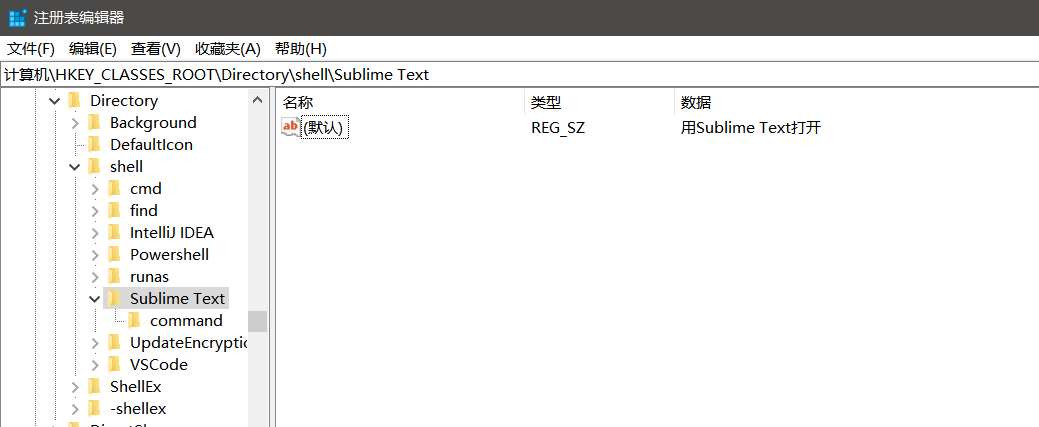 注册表编辑器
文件(F) 编辑(E) 查看(V) 收藏夹(A) 帮助(H)
计算机\HKEY_CLASSES_ROOT\Directory\shell\Sublime Text
Directory
Background
DefaultIcon
shell
cmd
find
IntelliJ IDEA
Powershell
runas
Sublime Text
command
UpdateEncryptic
VSCode
ShellEx
-shellex
名称 类型 数据
ab (默认) REG_SZ 用Sublime Text打开